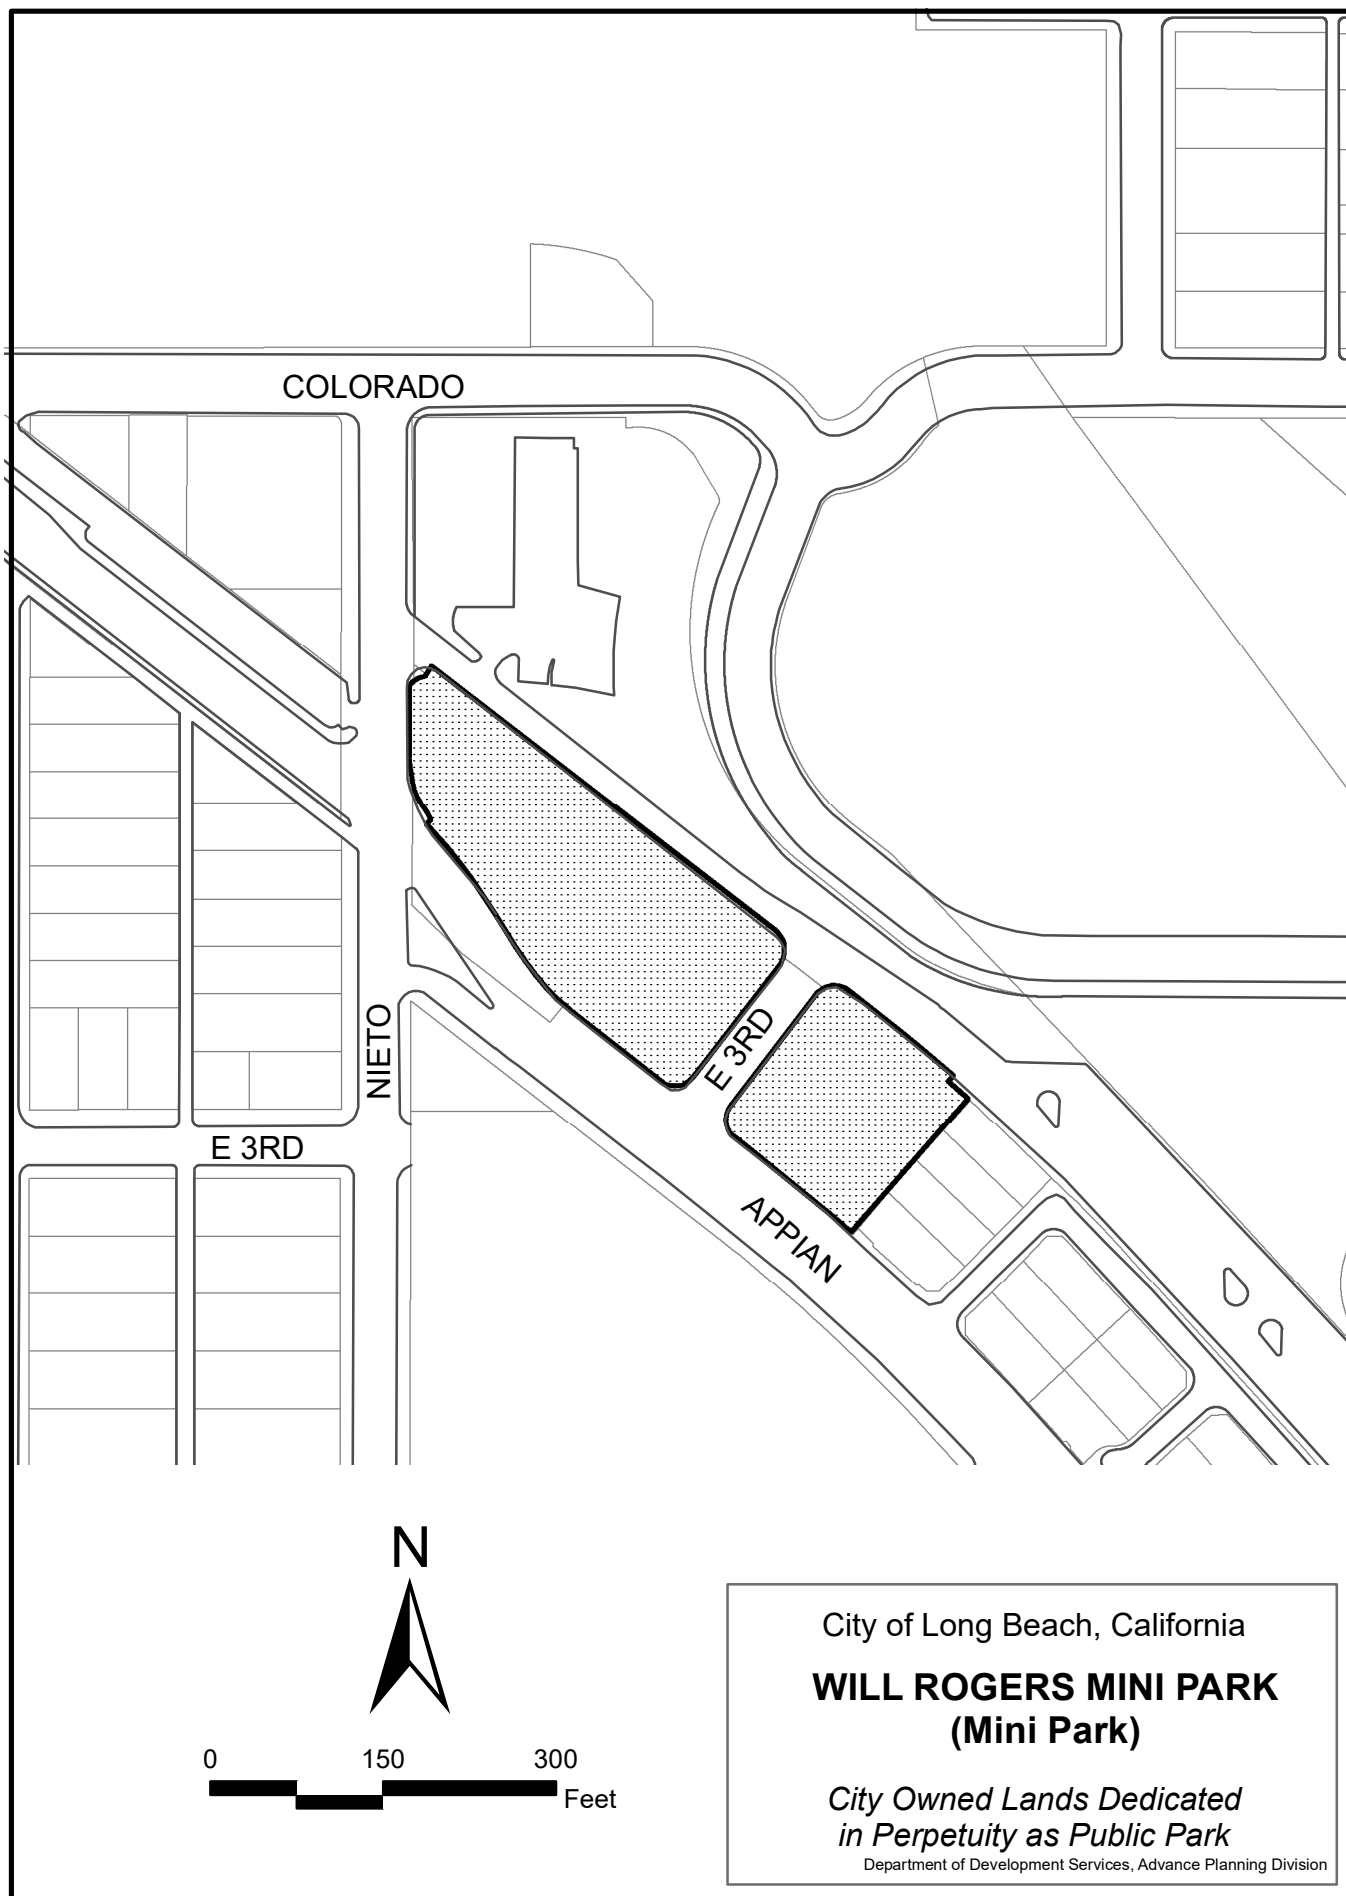 COLORADO
NIETO
E 3RD
E 3RD
APPIAN
N
0 150 300
Feet
City of Long Beach, California
WILL ROGERS MINI PARK
(Mini Park)
City Owned Lands Dedicated
in Perpetuity as Public Park
Department of Development Services, Advance Planning Division